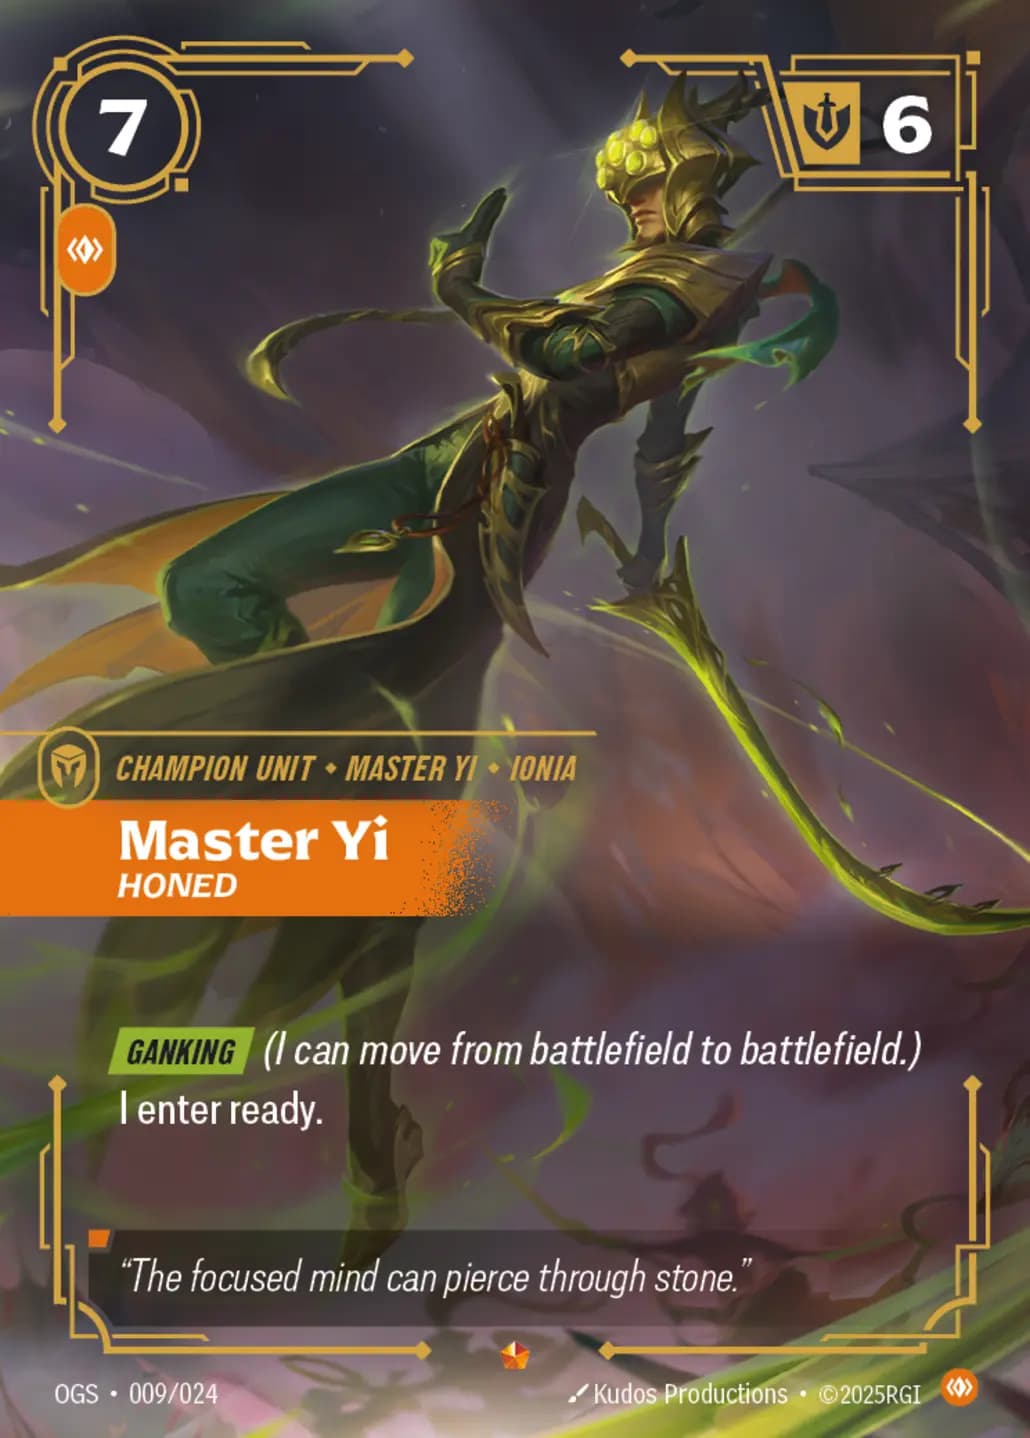 7
6
CHAMPION UNIT • MASTER YI • IONIA
Master Yi
HONED
GANKING (I can move from battlefield to battlefield.)
I enter ready.
“The focused mind can pierce through stone.”
OGS • 009/024
Kudos Productions • ©2025RGI